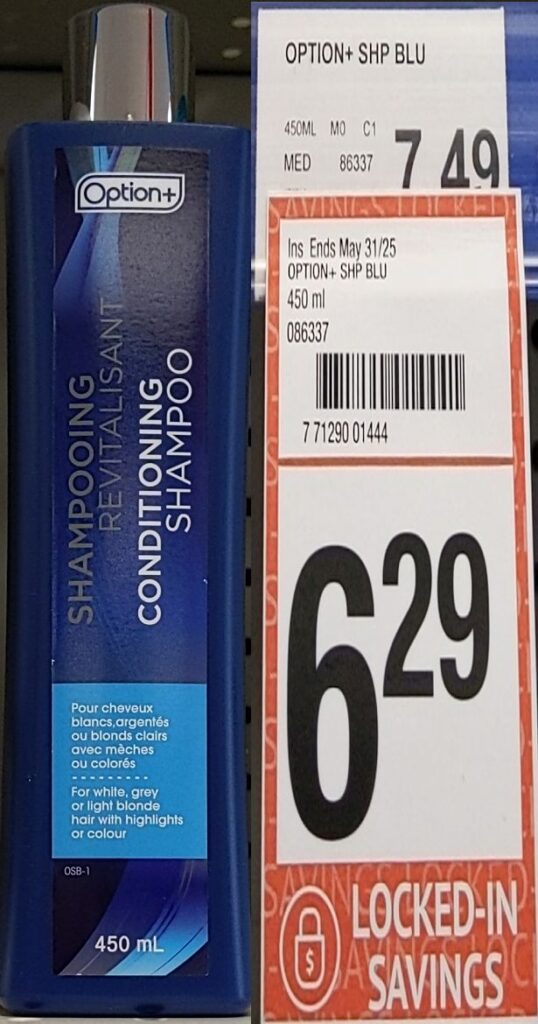 Option+
SHAMPOOING
REVITALISANT
CONDITIONING
SHAMPOO
Pour cheveux
blancs,argentés
ou blonds clairs
avec mèches
ou colorés
For white, grey
or light blonde
hair with highlights
or colour
OSB-1
450 mL
OPTION+ SHP BLU
450ML M0 C1
MED 86337
7.49
SAVINGS LOCKED
Ins Ends May 31/25
OPTION+ SHP BLU
450 ml
086337
7 71290 01444
6 29
LOCKED-IN
SAVINGS
$